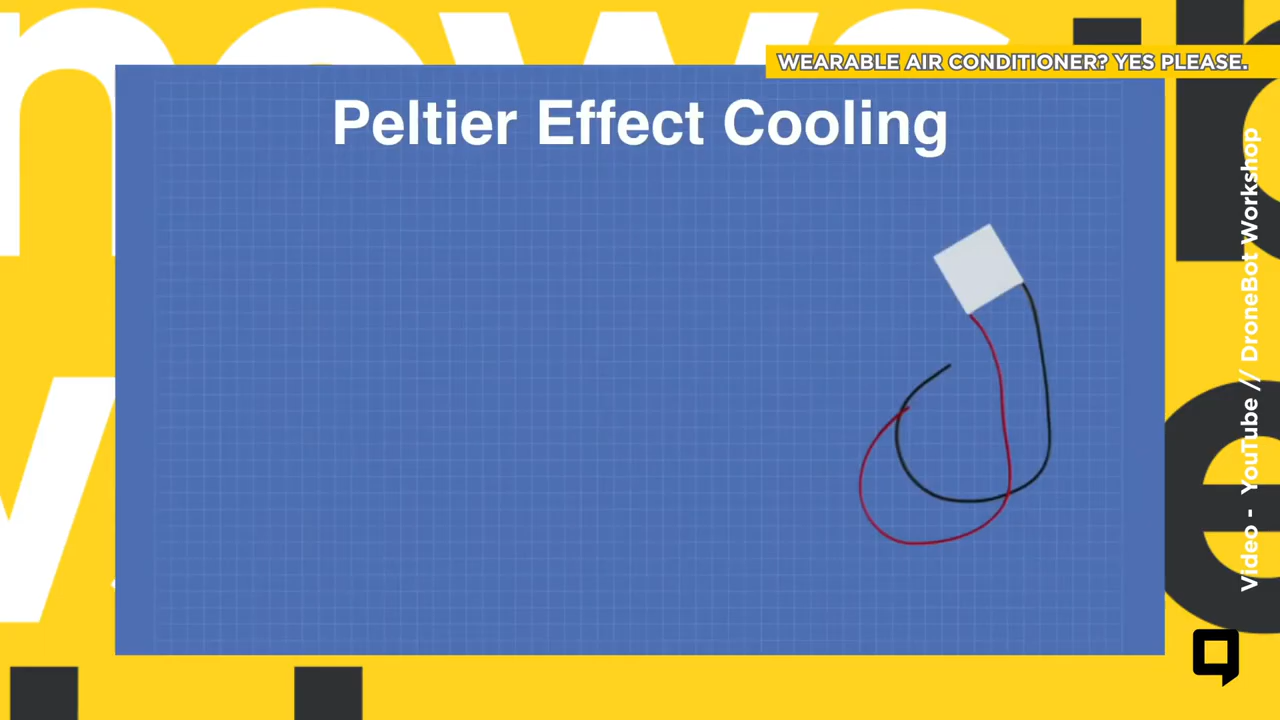 WEARABLE AIR CONDITIONER? YES PLEASE.
Peltier Effect Cooling
Video - YouTube // DroneBot Workshop